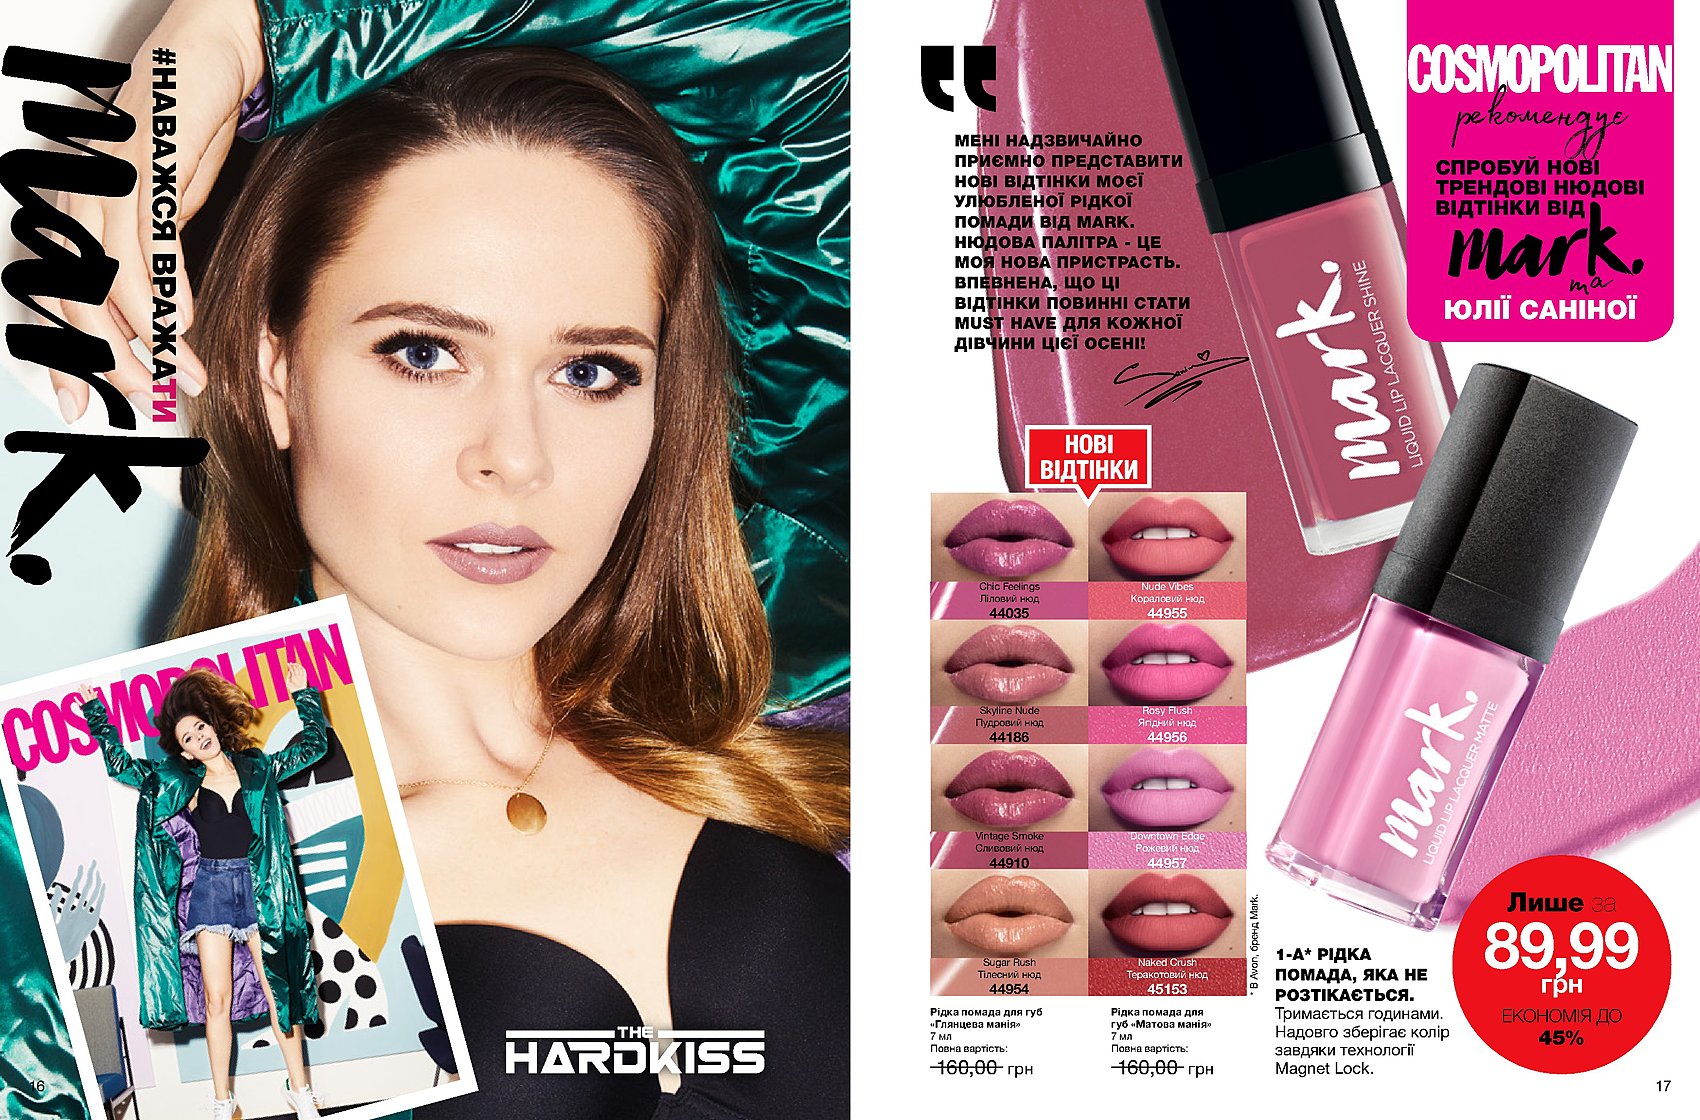 mark.
#НАВАЖСЯ ВРАЖАТИ
COSMOPOLITAN
THE
HARDKISS
16
МЕНІ НАДЗВИЧАЙНО
ПРИЄМНО ПРЕДСТАВИТИ
НОВІ ВІДТІНКИ МОЄЇ
УЛЮБЛЕНОЇ РІДКОЇ
ПОМАДИ ВІД MARK.
НЮДОВА ПАЛІТРА - ЦЕ
МОЯ НОВА ПРИСТРАСТЬ.
ВПЕВНЕНА, ЩО ЦІ
ВІДТІНКИ ПОВИННІ СТАТИ
MUST HAVE ДЛЯ КОЖНОЇ
ДІВЧИНИ ЦІЄЇ ОСЕНІ!
COSMOPOLITAN
рекомендує
СПРОБУЙ НОВІ
ТРЕНДОВІ НЮДОВІ
ВІДТІНКИ ВІД
mark.
та
ЮЛІЇ САНІНОЇ
mark.
LIQUID LIP LACQUER SHINE
mark.
LIQUID LIP LACQUER MATTE
НОВІ
ВІДТІНКИ
Chic Feelings
Ліловий нюд
44035
Nude Vibes
Кораловий нюд
44955
Skyline Nude
Пудровий нюд
44186
Rosy Flush
Ягідний нюд
44956
Vintage Smoke
Сливовий нюд
44910
Downtown Edge
Рожевий нюд
44957
Sugar Rush
Тілесний нюд
44954
Naked Crush
Теракотовий нюд
45153
* В Avon, бренд Mark.
Рідка помада для губ
«Глянцева манія»
7 мл
Повна вартість:
160,00 грн
Рідка помада для
губ «Матова манія»
7 мл
Повна вартість:
160,00 грн
1-А* РІДКА
ПОМАДА, ЯКА НЕ
РОЗТІКАЄТЬСЯ.
Тримається годинами.
Надовго зберігає колір
завдяки технології
Magnet Lock.
Лише за
89,99
грн
ЕКОНОМІЯ ДО
45%
17